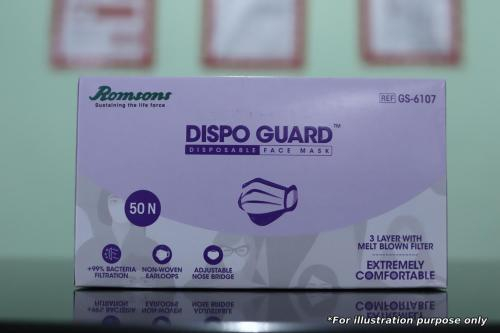 Romsons
Sustaining the life force
REF GS-6107
DISPO GUARD™
DISPOSABLE FACE MASK
50 N
+99% BACTERIA
FILTRATION
NON-WOVEN
EARLOOPS
ADJUSTABLE
NOSE BRIDGE
3 LAYER WITH
MELT BLOWN FILTER
EXTREMELY
COMFORTABLE
*For illustration purpose only